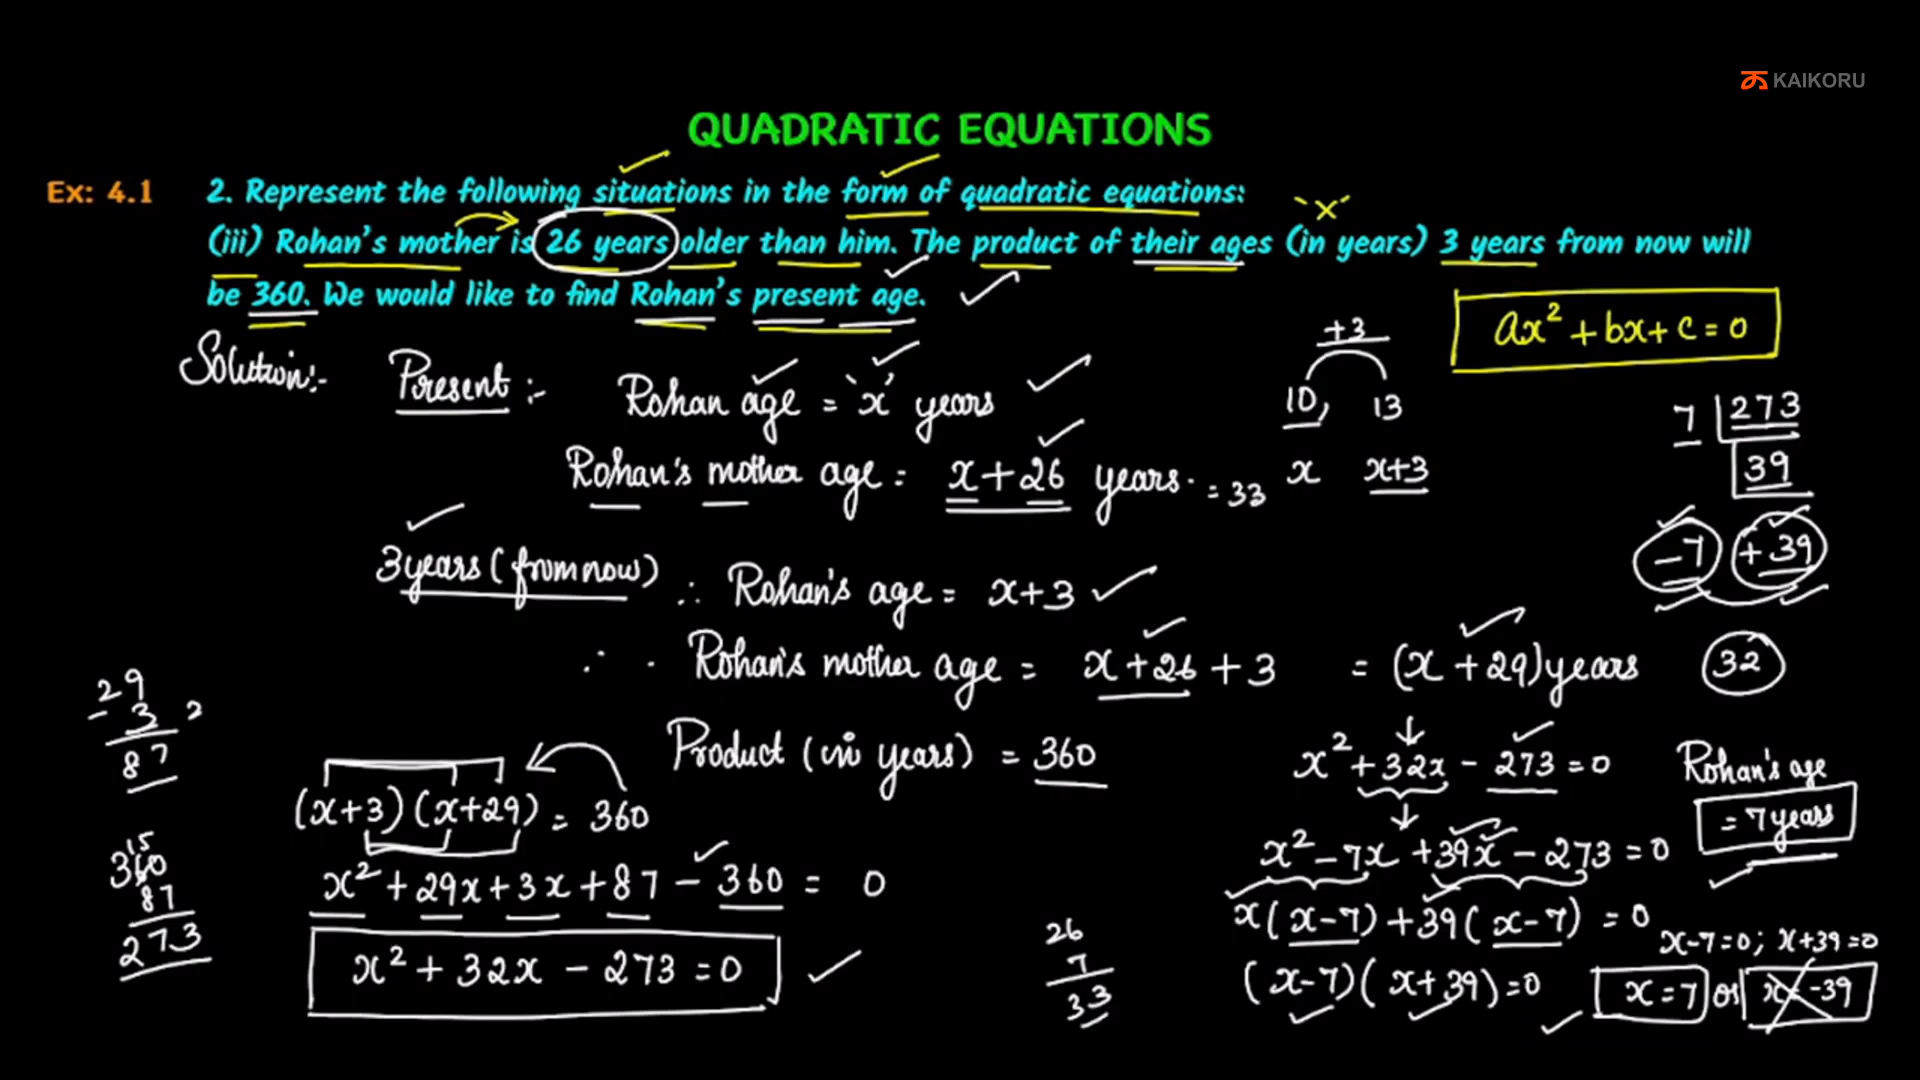 KAIKORU
QUADRATIC EQUATIONS
Ex: 4.1 2. Represent the following situations in the form of quadratic equations:
"x"
(iii) Rohan's mother is 26 years older than him. The product of their ages (in years) 3 years from now will
be 360. We would like to find Rohan's present age.
ax² + bx + c = 0
Solution:- Present :- Rohan age = 'x' years
+3
10, 13
x x+3
7 | 273
39
Rohan's mother age = x + 26 years. = 33
-7 +39
32
3 years (from now) ∴ Rohan's age = x+3
∴ Rohan's mother age = x + 26 + 3 = (x + 29) years
Product (in years) = 360
29
- 3 2
87
15
360
87
273
(x+3) (x+29) = 360
x² + 29x + 3x + 87 - 360 = 0
x² + 32x - 273 = 0
26
7
33
x² + 32x - 273 = 0
x² - 7x + 39x - 273 = 0
x(x-7) + 39(x-7) = 0
(x-7)(x+39) = 0
x-7=0; x+39=0
x = 7 or x = -39
Rohan's age
= 7 years